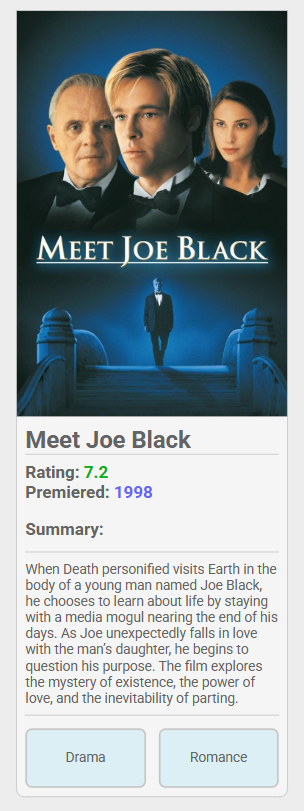 MEET JOE BLACK
Meet Joe Black
Rating: 7.2
Premiered: 1998
Summary:
When Death personified visits Earth in the
body of a young man named Joe Black,
he chooses to learn about life by staying
with a media mogul nearing the end of his
days. As Joe unexpectedly falls in love
with the man’s daughter, he begins to
question his purpose. The film explores
the mystery of existence, the power of
love, and the inevitability of parting.
Drama
Romance